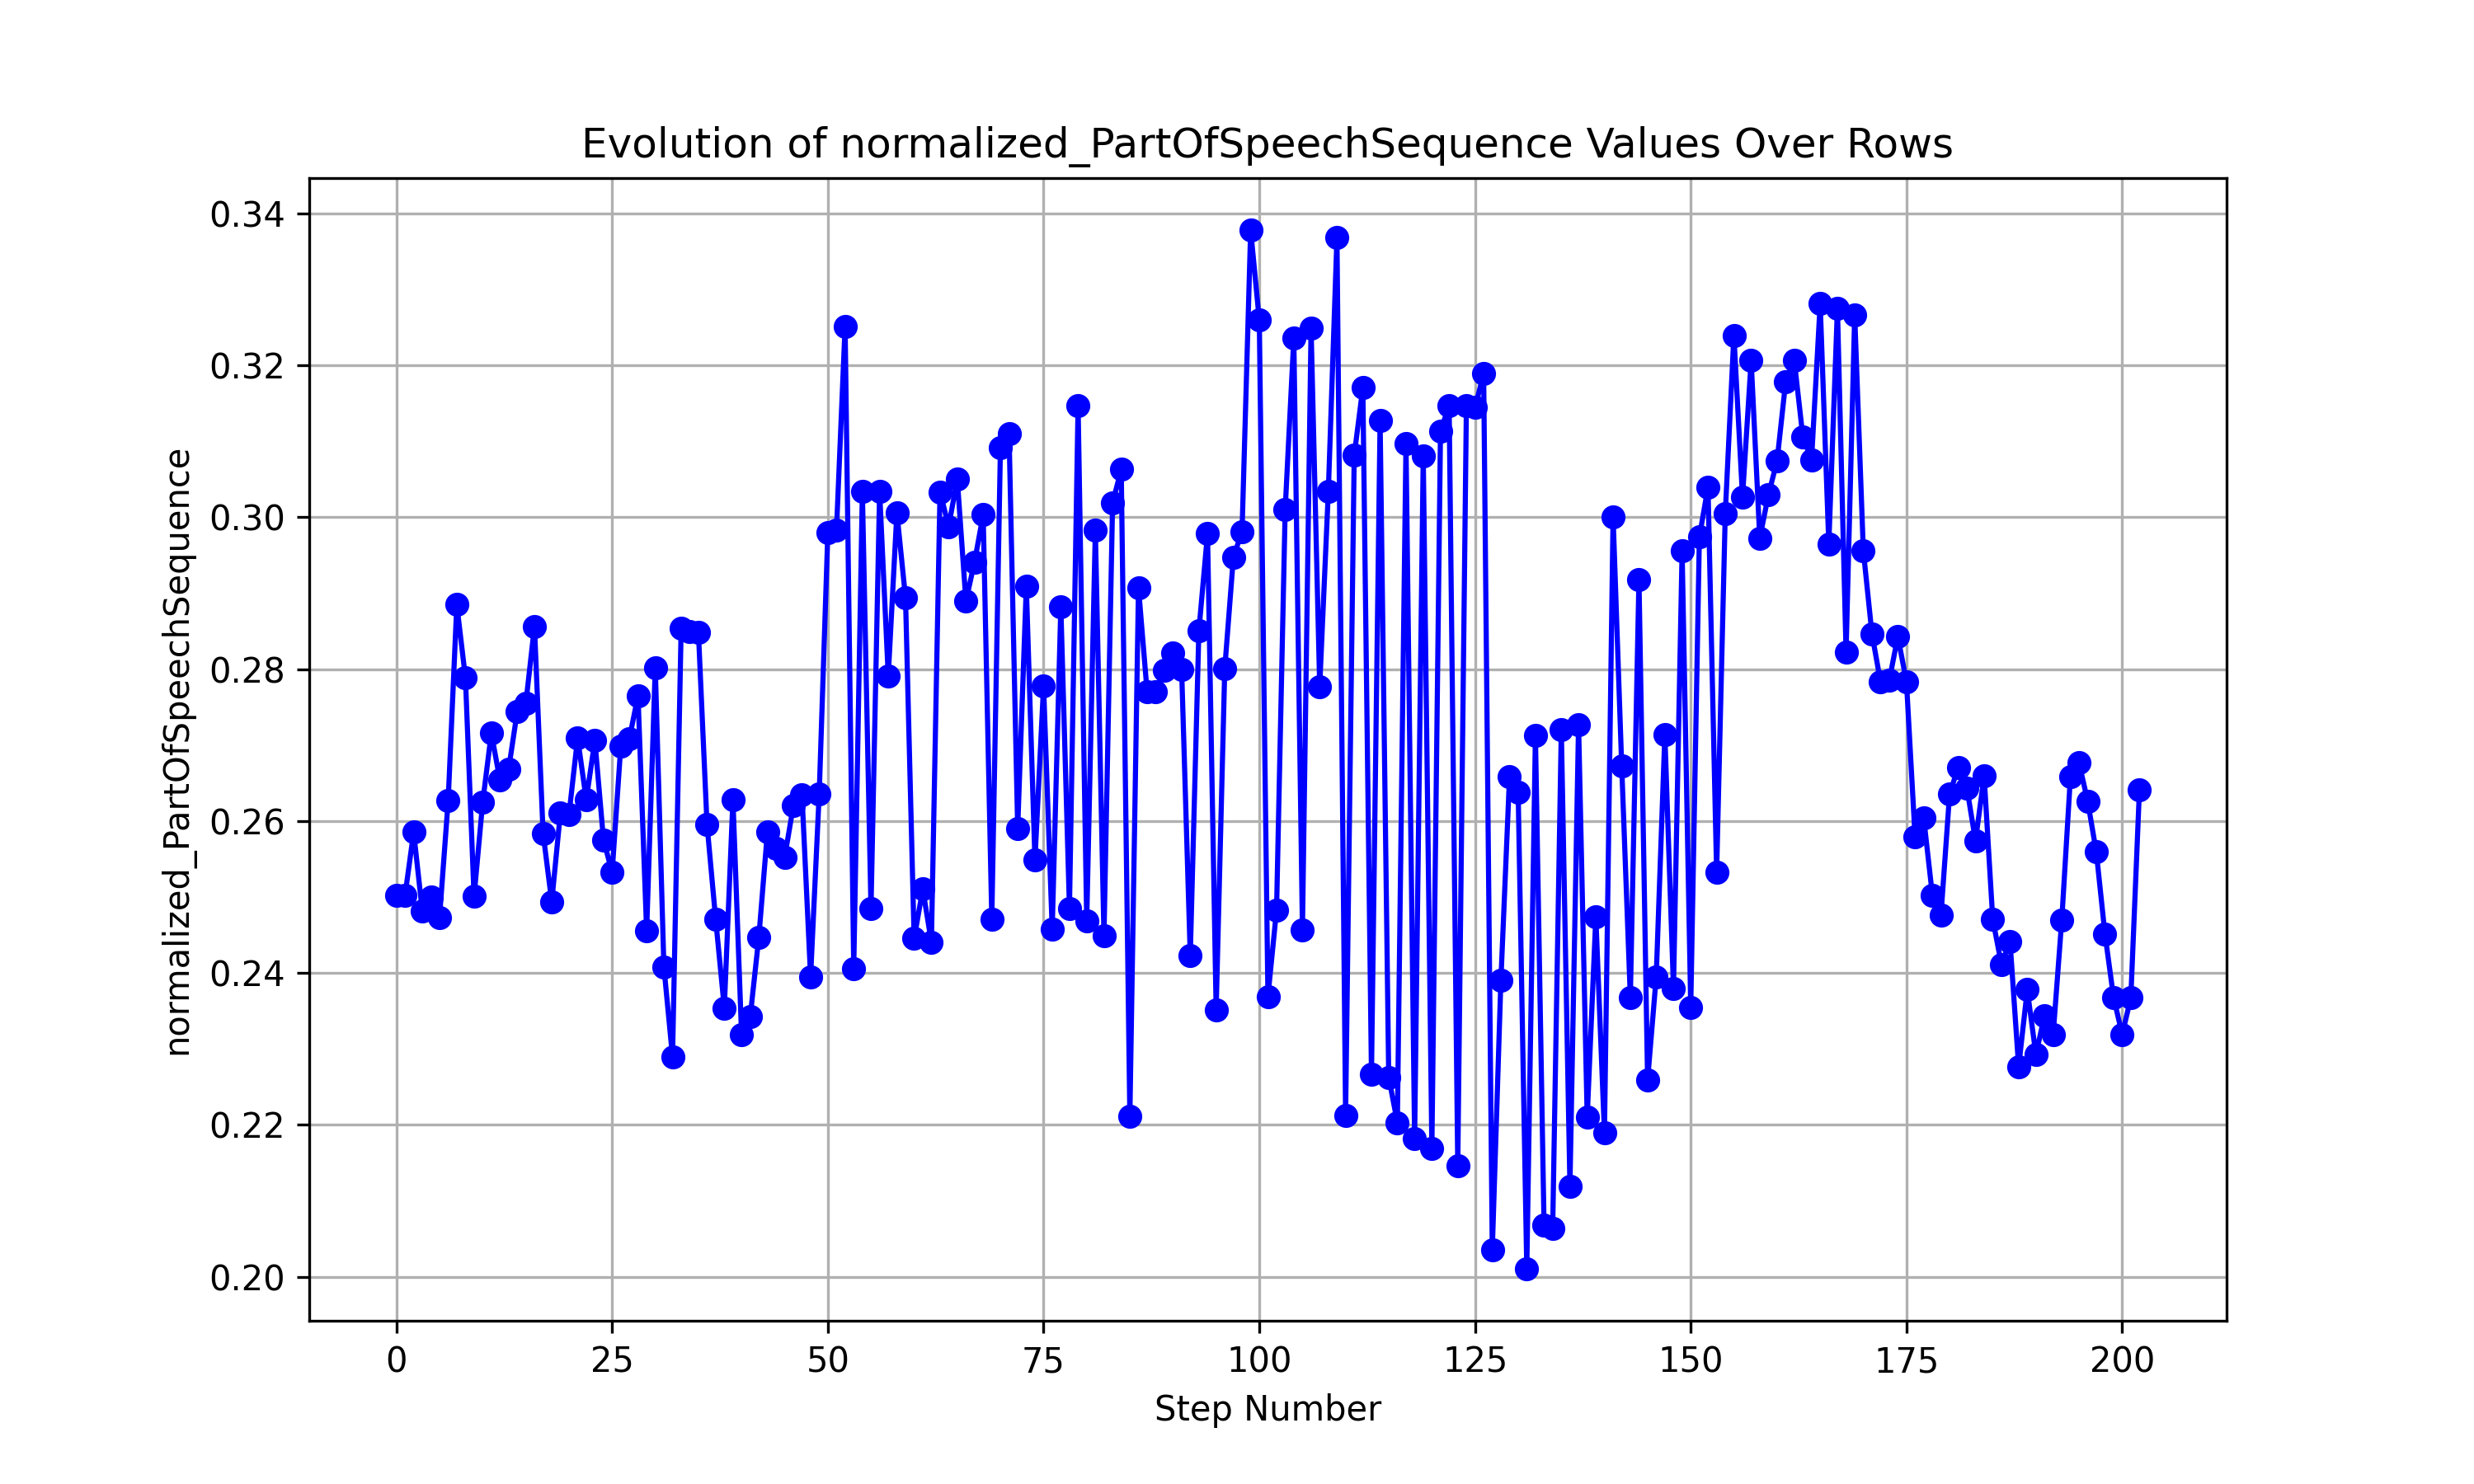 Evolution of normalized_PartOfSpeechSequence Values Over Rows
normalized_PartOfSpeechSequence
0.34
0.32
0.30
0.28
0.26
0.24
0.22
0.20
0 25 50 75 100 125 150 175 200
Step Number